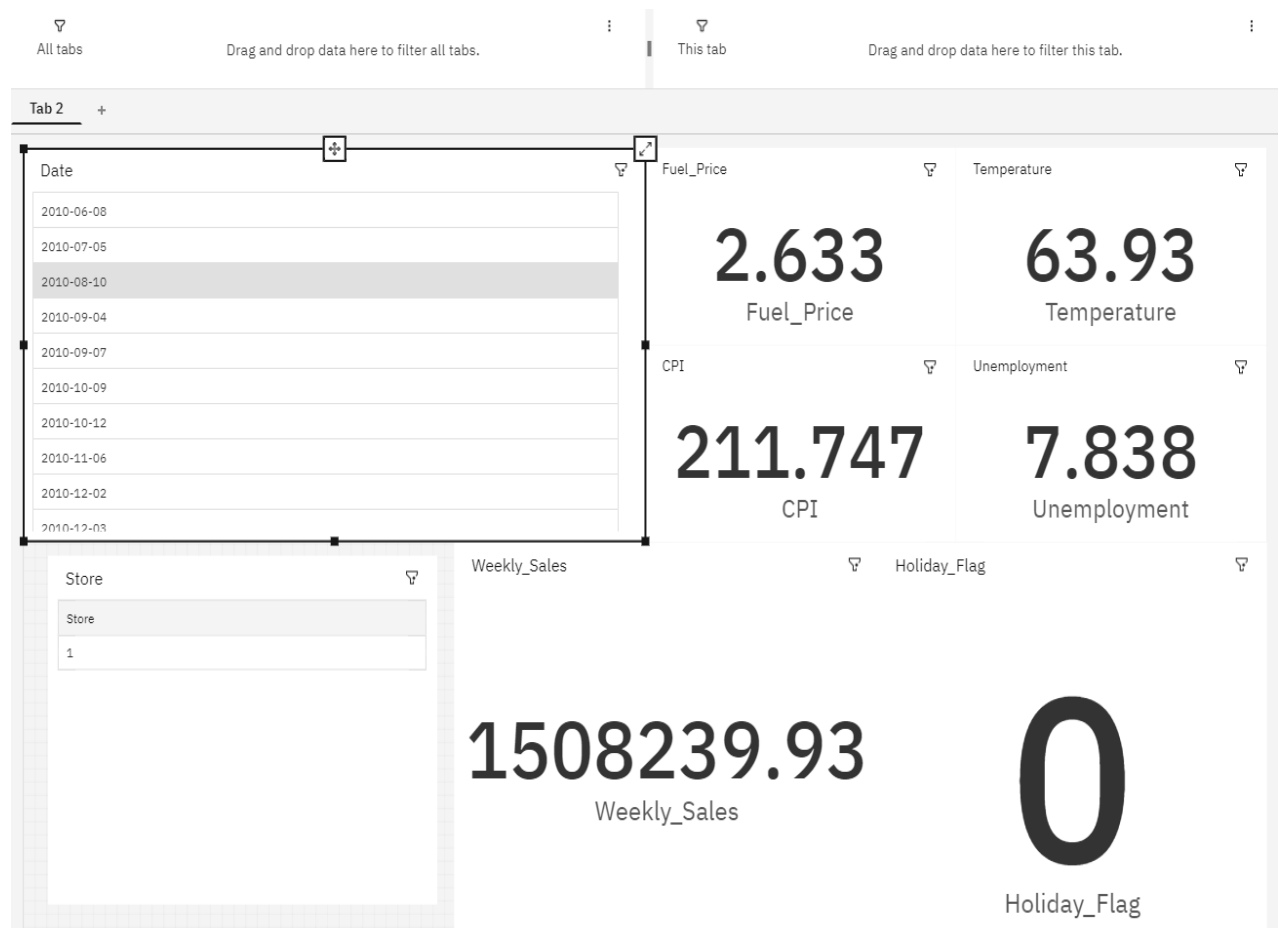 All tabs
Drag and drop data here to filter all tabs.
This tab
Drag and drop data here to filter this tab.
Tab 2 +
Date
2010-06-08
2010-07-05
2010-08-10
2010-09-04
2010-09-07
2010-10-09
2010-10-12
2010-11-06
2010-12-02
2010-12-03
Fuel_Price
2.633
Fuel_Price
Temperature
63.93
Temperature
CPI
211.747
CPI
Unemployment
7.838
Unemployment
Store
Store
1
Weekly_Sales
1508239.93
Weekly_Sales
Holiday_Flag
0
Holiday_Flag